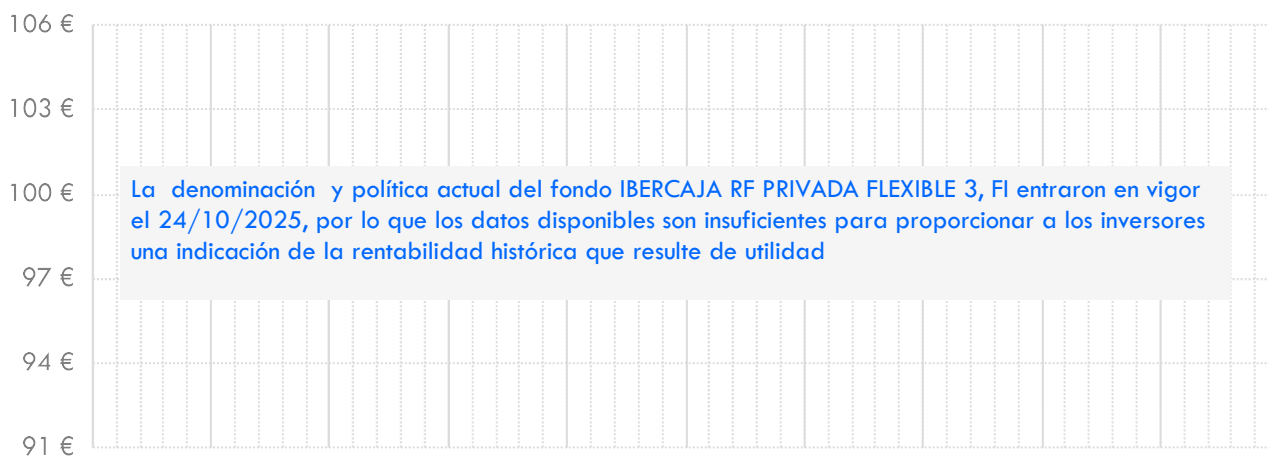 106 €
103 €
100 €
La denominación y política actual del fondo IBERCAJA RF PRIVADA FLEXIBLE 3, FI entraron en vigor
el 24/10/2025, por lo que los datos disponibles son insuficientes para proporcionar a los inversores
una indicación de la rentabilidad histórica que resulte de utilidad
97 €
94 €
91 €